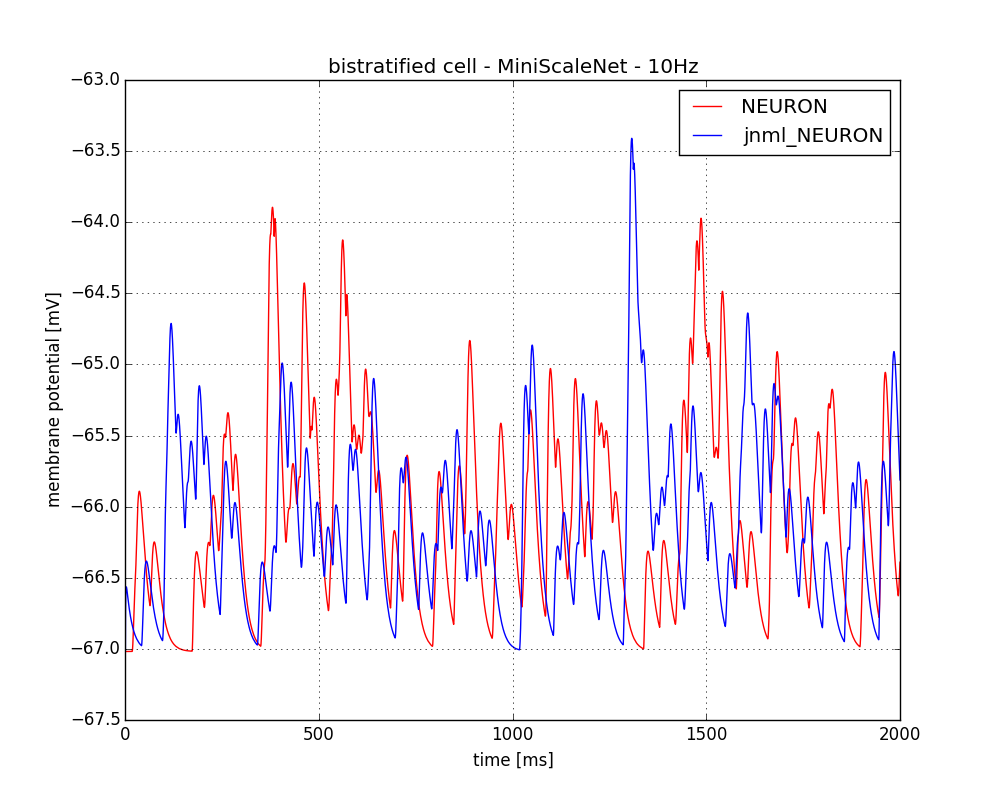 bistratified cell - MiniScaleNet - 10Hz
NEURON
jnml_NEURON
membrane potential [mV]
−63.0
−63.5
−64.0
−64.5
−65.0
−65.5
−66.0
−66.5
−67.0
−67.5
0 500 1000 1500 2000
time [ms]